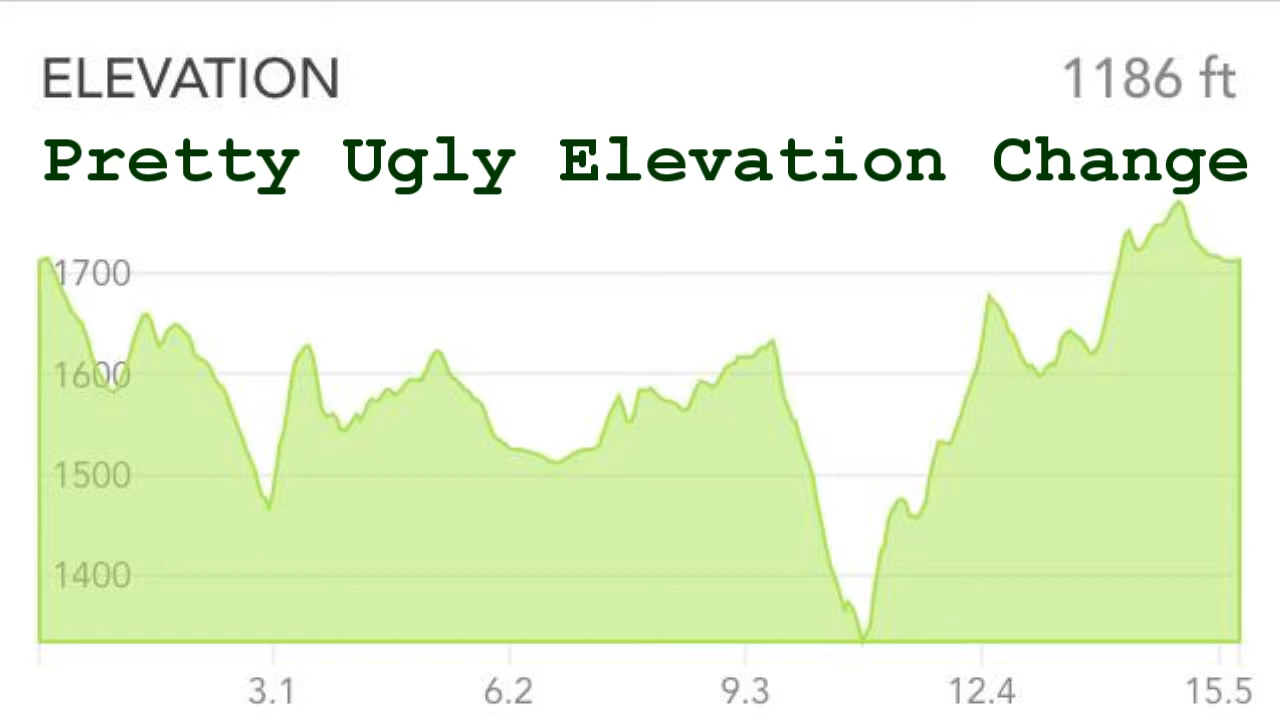 ELEVATION 1186 ft
Pretty Ugly Elevation Change
1700
1600
1500
1400
3.1 6.2 9.3 12.4 15.5